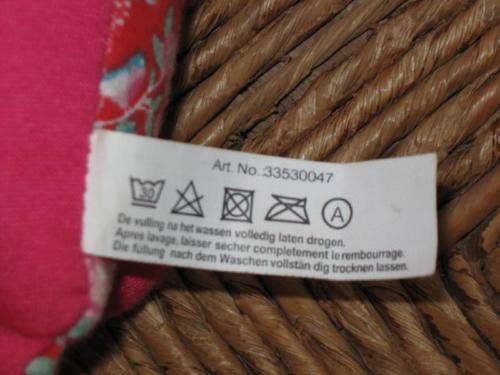 Art. No.:33530047
30
A
De vulling na het wassen volledig laten drogen.
Apres lavage, laisser secher completement le rembourrage.
Die füllung nach dem Waschen vollstän dig trocknen lassen.